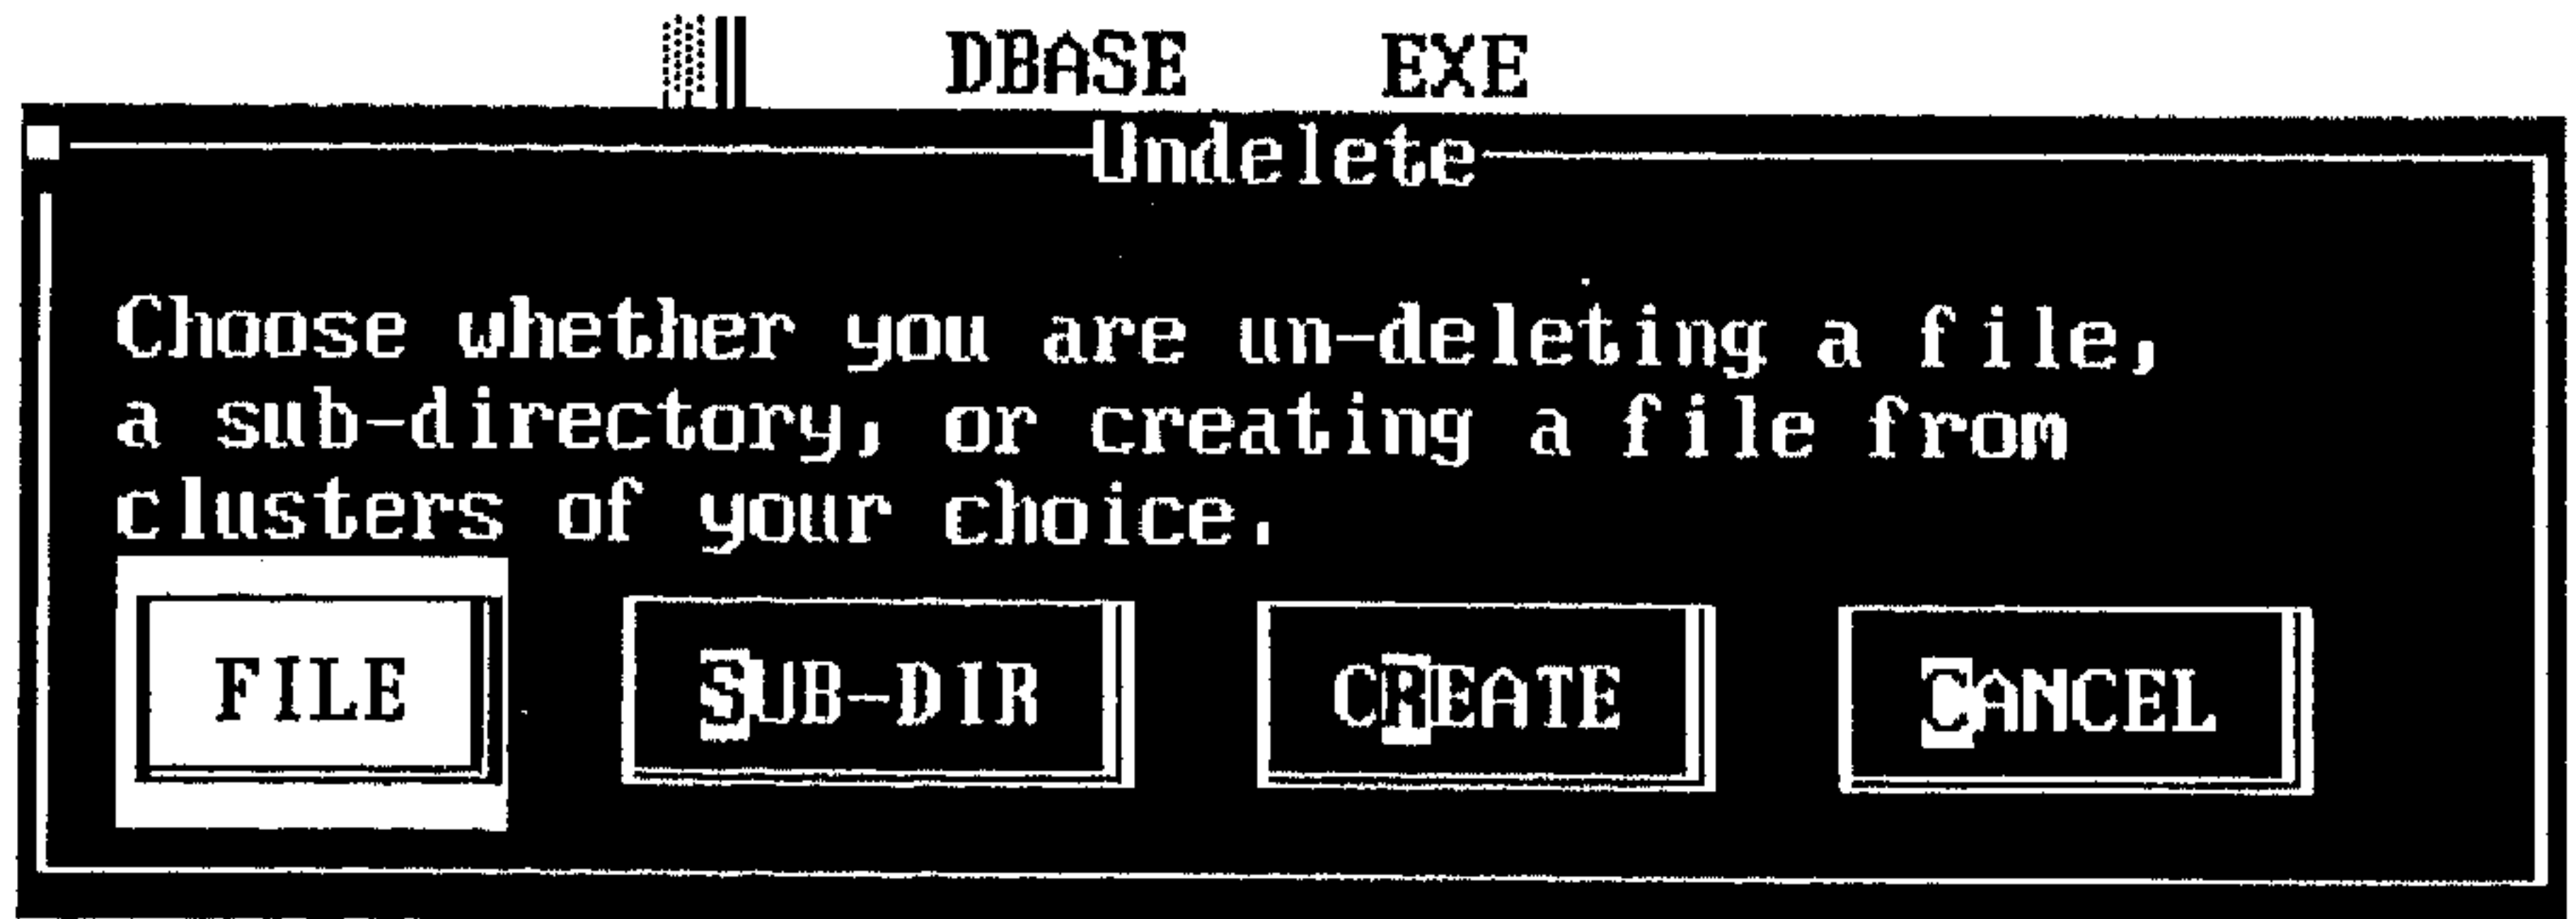 DBASE EXE
Undelete
Choose whether you are un-deleting a file,
a sub-directory, or creating a file from
clusters of your choice.
FILE SUB-DIR CREATE CANCEL